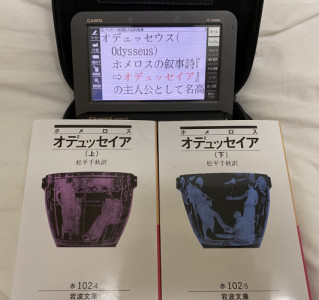 CASIO
オデュッセウス(
Odysseus)
ホメロスの叙事詩『
⇒オデュッセイア』
の主人公として名高
ホメロス
オデュッセイア
(上)
松平千秋訳
赤102-4
岩波文庫
ホメロス
オデュッセイア
(下)
松平千秋訳
赤102-5
岩波文庫